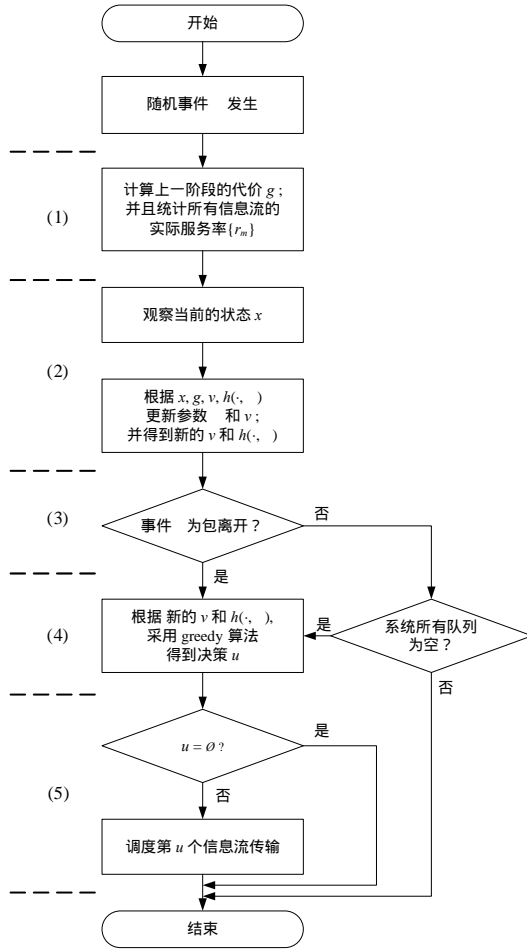 开始
随机事件 发生
(1)
计算上一阶段的代价 g ;
并且统计所有信息流的
实际服务率{rm}
观察当前的状态 x
(2)
根据 x, g, v, h(·, )
更新参数 和 v ;
并得到新的 v 和 h(·, )
(3)
事件 为包离开？
否
是
(4)
根据 新的 v 和 h(·, ),
采用 greedy 算法
得到决策 u
是
系统所有队列
为空？
否
u = Ø ?
是
(5)
否
调度第 u 个信息流传输
结束